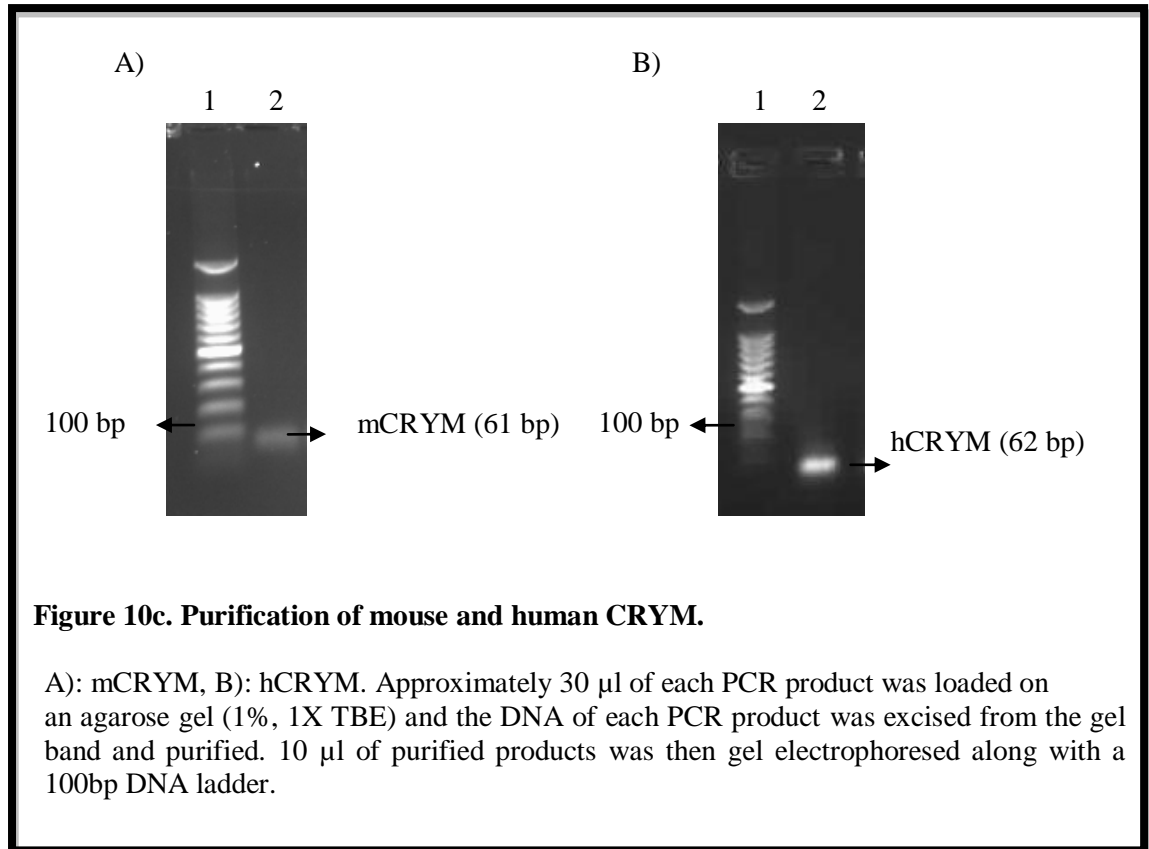 A) B)
1 2 1 2
100 bp mCRYM (61 bp) 100 bp hCRYM (62 bp)
Figure 10c. Purification of mouse and human CRYM.
A): mCRYM, B): hCRYM. Approximately 30 µl of each PCR product was loaded on
an agarose gel (1%, 1X TBE) and the DNA of each PCR product was excised from the gel
band and purified. 10 µl of purified products was then gel electrophoresed along with a
100bp DNA ladder.